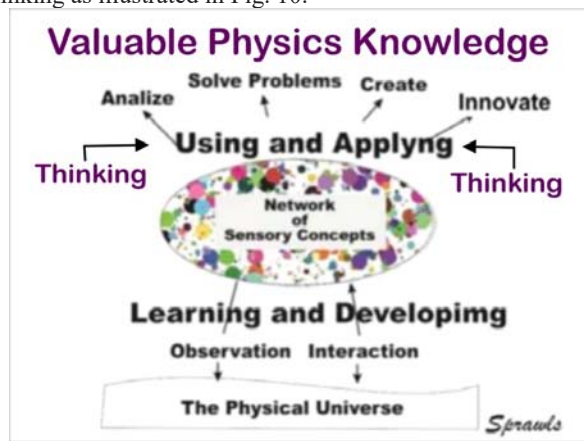 inking as illustrated in Fig. 10.
Valuable Physics Knowledge
Solve Problems
Create
Analize
Innovate
Using and Applyng
Thinking
Thinking
Network
of
Sensory Concepts
Learning and Developimg
Observation
Interaction
The Physical Universe
Sprawls